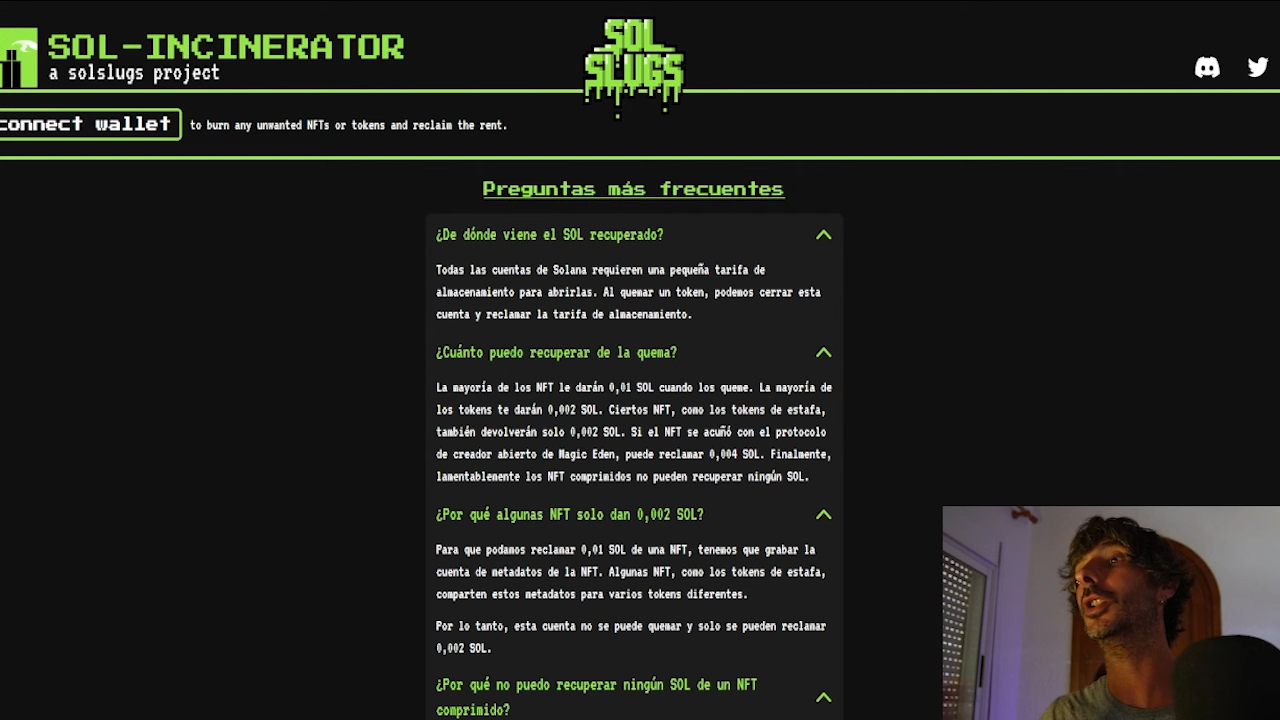 SOL-INCINERATOR
a solslugs project
SOL
SLUGS
connect wallet
to burn any unwanted NFTs or tokens and reclaim the rent.
Preguntas más frecuentes
¿De dónde viene el SOL recuperado?
Todas las cuentas de Solana requieren una pequeña tarifa de
almacenamiento para abrirlas. Al quemar un token, podemos cerrar esta
cuenta y reclamar la tarifa de almacenamiento.
¿Cuánto puedo recuperar de la quema?
La mayoría de los NFT le darán 0,01 SOL cuando los queme. La mayoría de
los tokens te darán 0,002 SOL. Ciertos NFT, como los tokens de estafa,
también devolverán solo 0,002 SOL. Si el NFT se acuñó con el protocolo
de creador abierto de Magic Eden, puede reclamar 0,004 SOL. Finalmente,
lamentablemente los NFT comprimidos no pueden recuperar ningún SOL.
¿Por qué algunas NFT solo dan 0,002 SOL?
Para que podamos reclamar 0,01 SOL de una NFT, tenemos que grabar la
cuenta de metadatos de la NFT. Algunas NFT, como los tokens de estafa,
comparten estos metadatos para varios tokens diferentes.
Por lo tanto, esta cuenta no se puede quemar y solo se pueden reclamar
0,002 SOL.
¿Por qué no puedo recuperar ningún SOL de un NFT
comprimido?